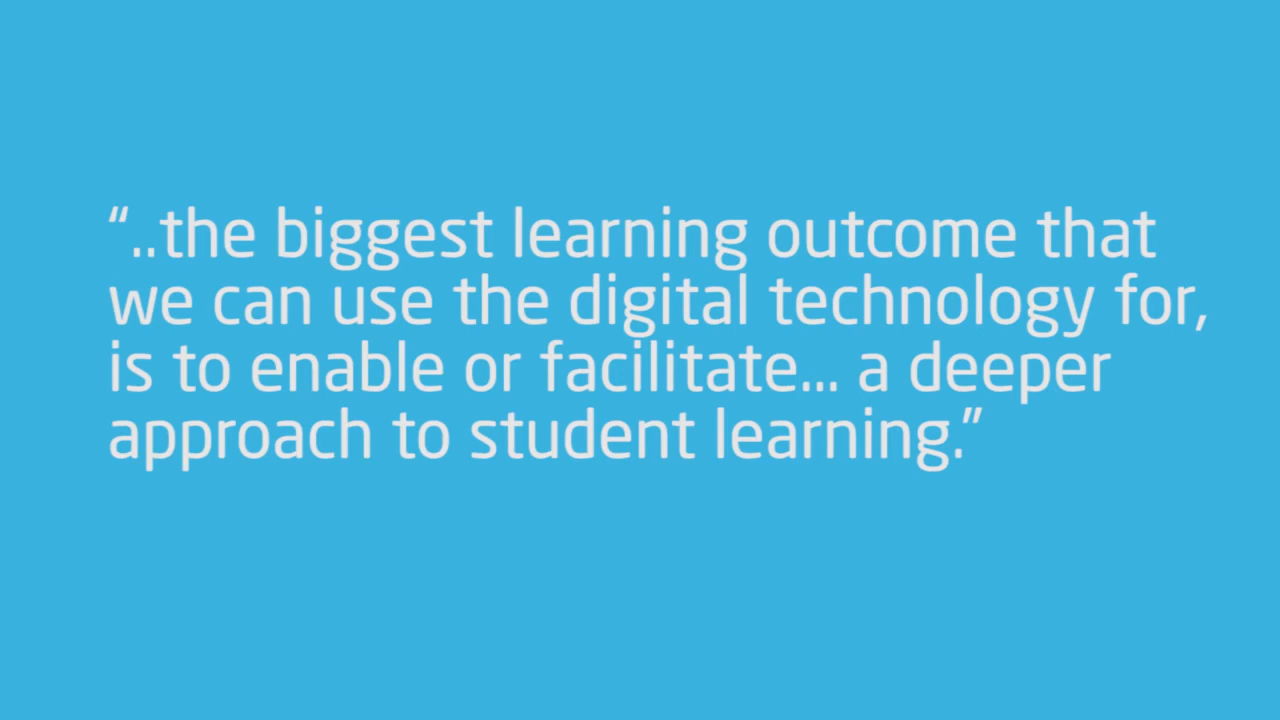 “..the biggest learning outcome that
we can use the digital technology for,
is to enable or facilitate... a deeper
approach to student learning.”